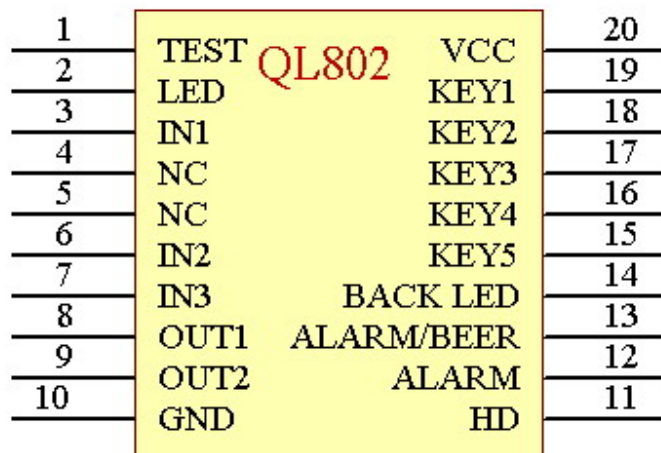 QL802
1 TEST VCC 20
2 LED KEY1 19
3 IN1 KEY2 18
4 NC KEY3 17
5 NC KEY4 16
6 IN2 KEY5 15
7 IN3 BACK LED 14
8 OUT1 ALARM/BEER 13
9 OUT2 ALARM 12
10 GND HD 11